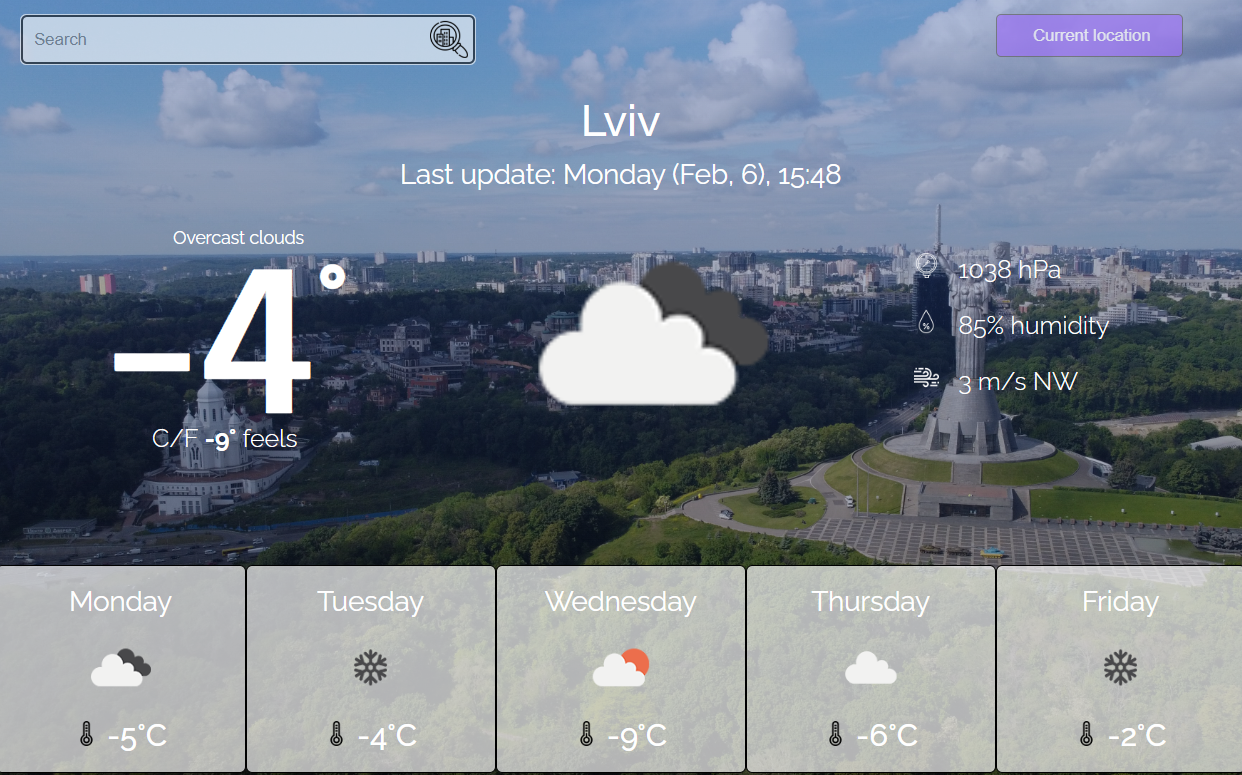 Search
Current location
Lviv
Last update: Monday (Feb, 6), 15:48
Overcast clouds
-4°
C/F -9° feels
1038 hPa
%
85% humidity
3 m/s NW
Monday
-5°C
Tuesday
-4°C
Wednesday
-9°C
Thursday
-6°C
Friday
-2°C